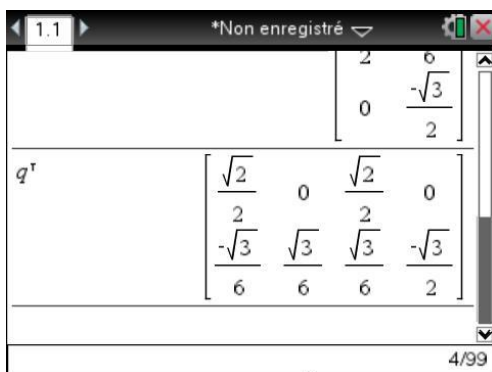 1.1 *Non enregistré
2 6
0 -√3
2
qᵀ
√2 0 √2 0
2 2
-√3 √3 √3 -√3
6 6 6 2
4/99